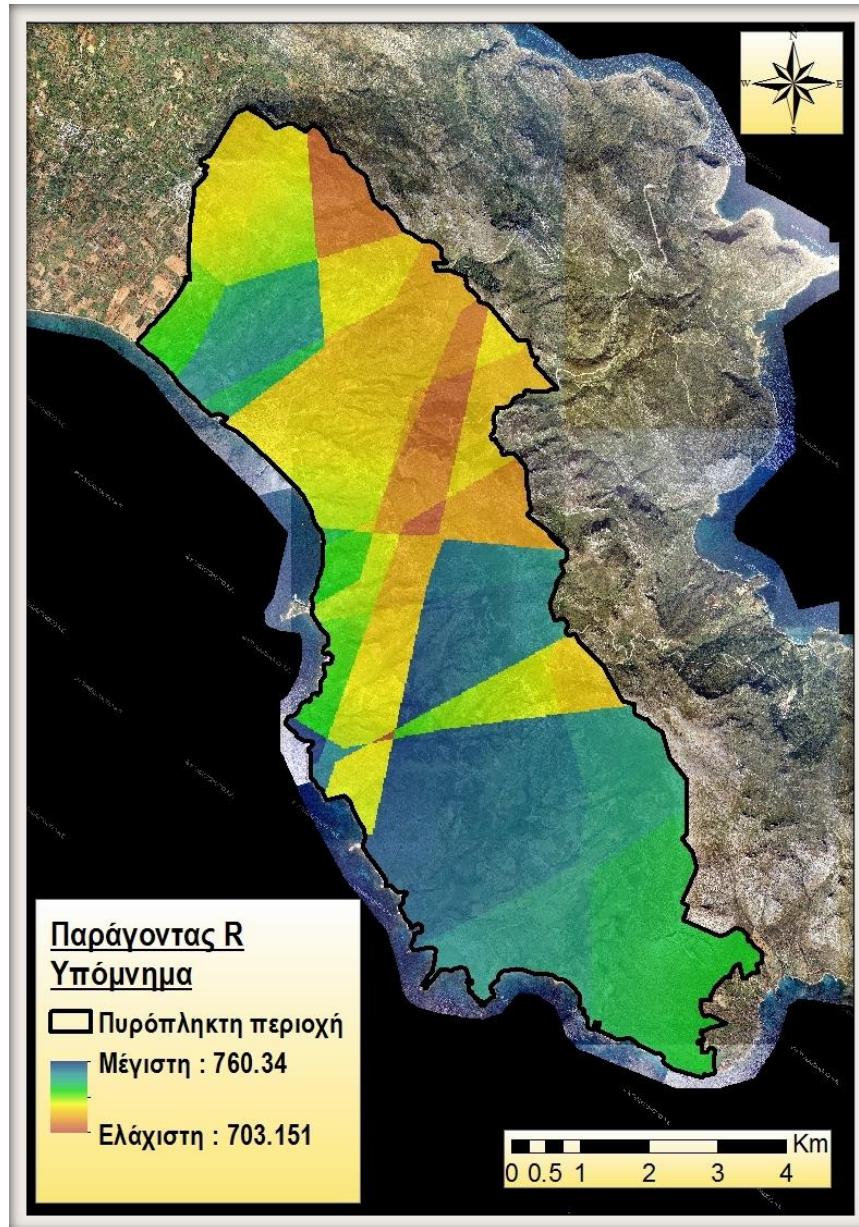 N
W E
S
Παράγοντας R
Υπόμνημα
Πυρόπληκτη περιοχή
Μέγιστη : 760.34
Ελάχιστη : 703.151
Km
0 0.5 1 2 3 4